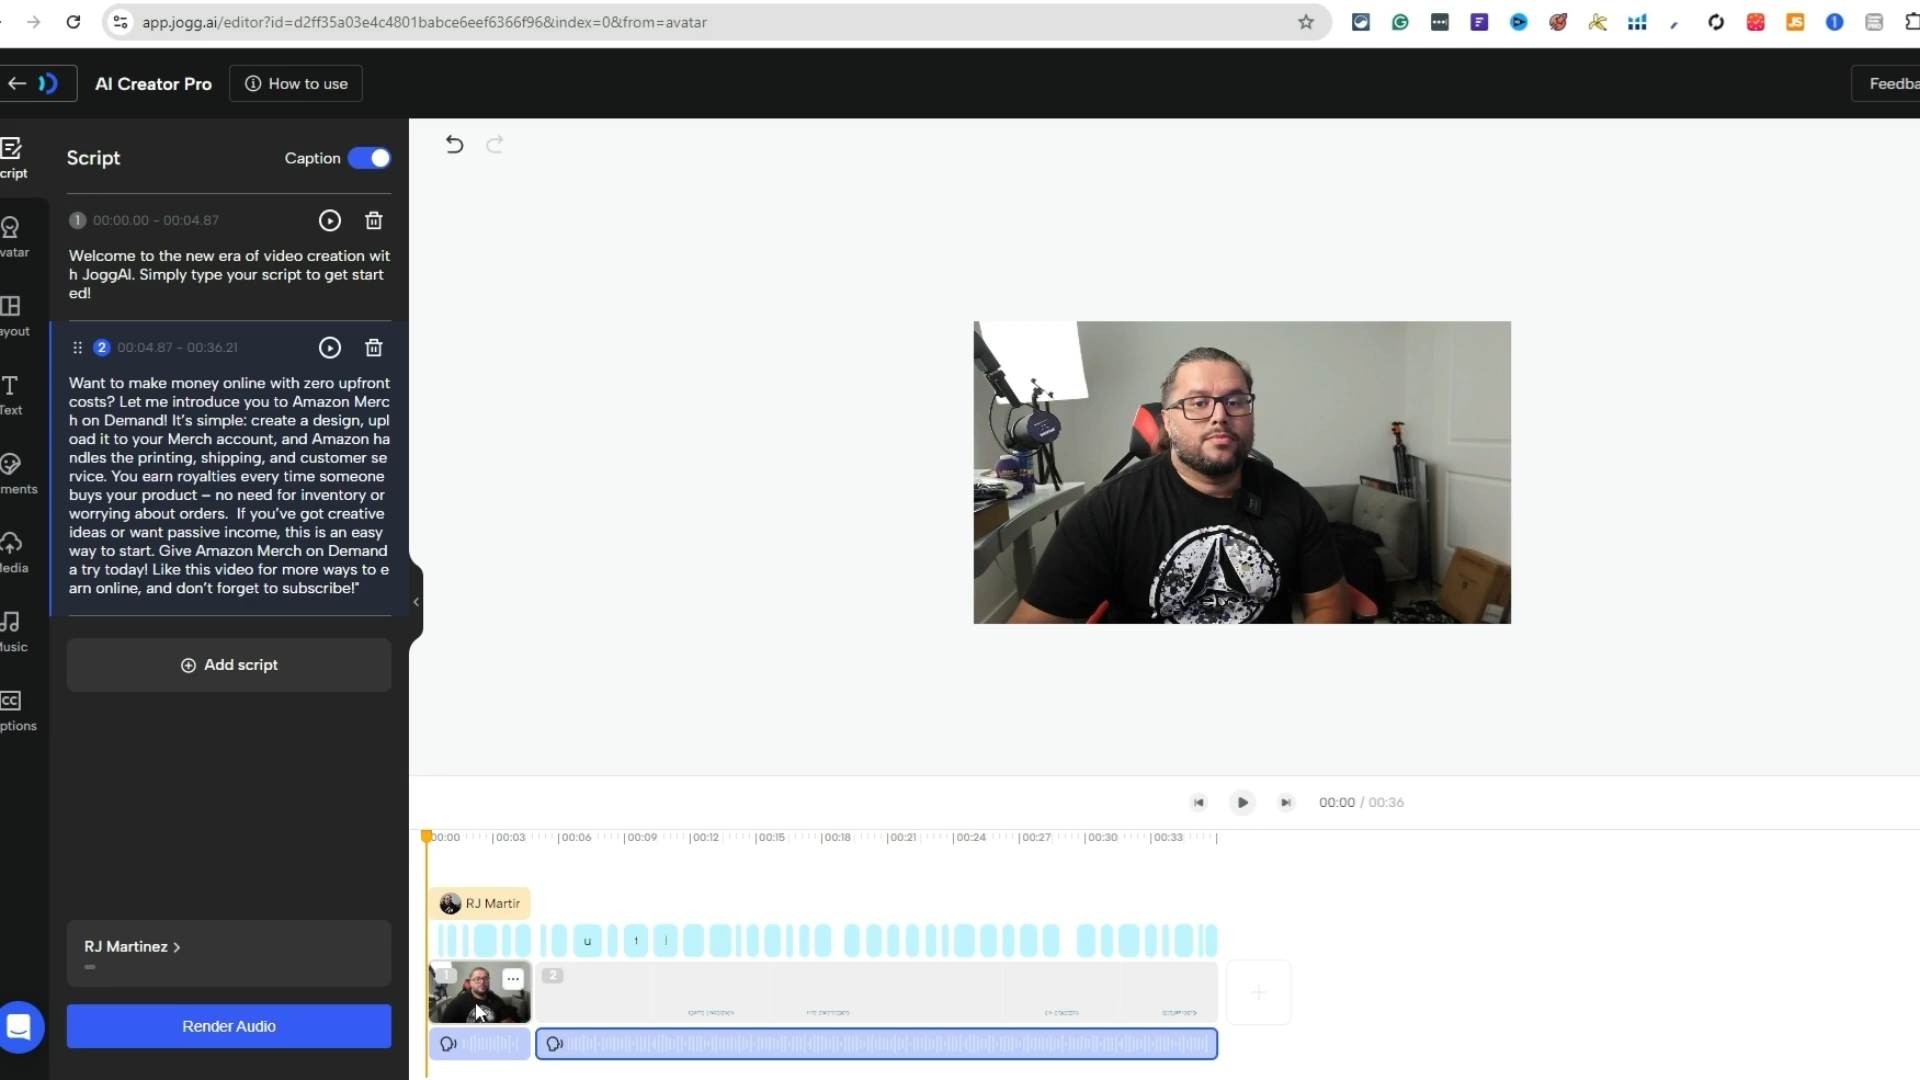 app.jogg.ai/editor?id=d2ff35a03e4c4801babce6eef6366f96&index=0&from=avatar
AI Creator Pro
How to use
Feedba
cript
vatar
ayout
Text
ments
Media
Music
ptions
Script
Caption
1 00:00.00 - 00:04.87
Welcome to the new era of video creation wit
h JoggAI. Simply type your script to get start
ed!
2 00:04.87 - 00:36.21
Want to make money online with zero upfront
costs? Let me introduce you to Amazon Merc
h on Demand! It’s simple: create a design, upl
oad it to your Merch account, and Amazon ha
ndles the printing, shipping, and customer se
rvice. You earn royalties every time someone
buys your product – no need for inventory or
worrying about orders.  If you’ve got creative
ideas or want passive income, this is an easy
way to start. Give Amazon Merch on Demand
a try today! Like this video for more ways to e
arn online, and don’t forget to subscribe!"
Add script
RJ Martinez >
Render Audio
00:00 / 00:36
00:00 00:03 00:06 00:09 00:12 00:15 00:18 00:21 00:24 00:27 00:30 00:33
RJ Martir
u t i
1 2